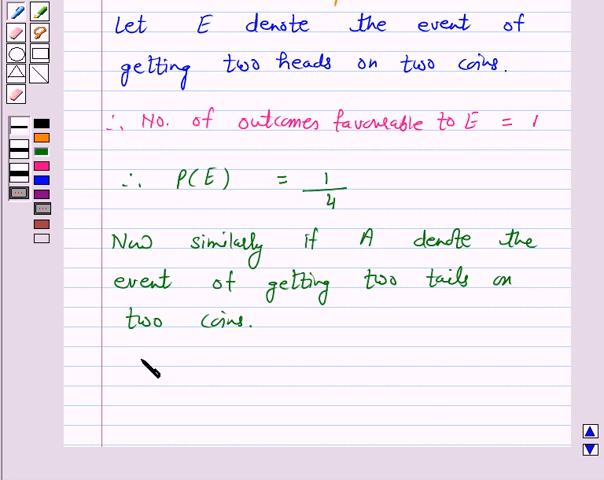 Let E denote the event of
getting two heads on two coins.
∴ No. of outcomes favourable to E = 1
∴ P(E) = 1/4
Now similarly if A denote the
event of getting two tails on
two coins.